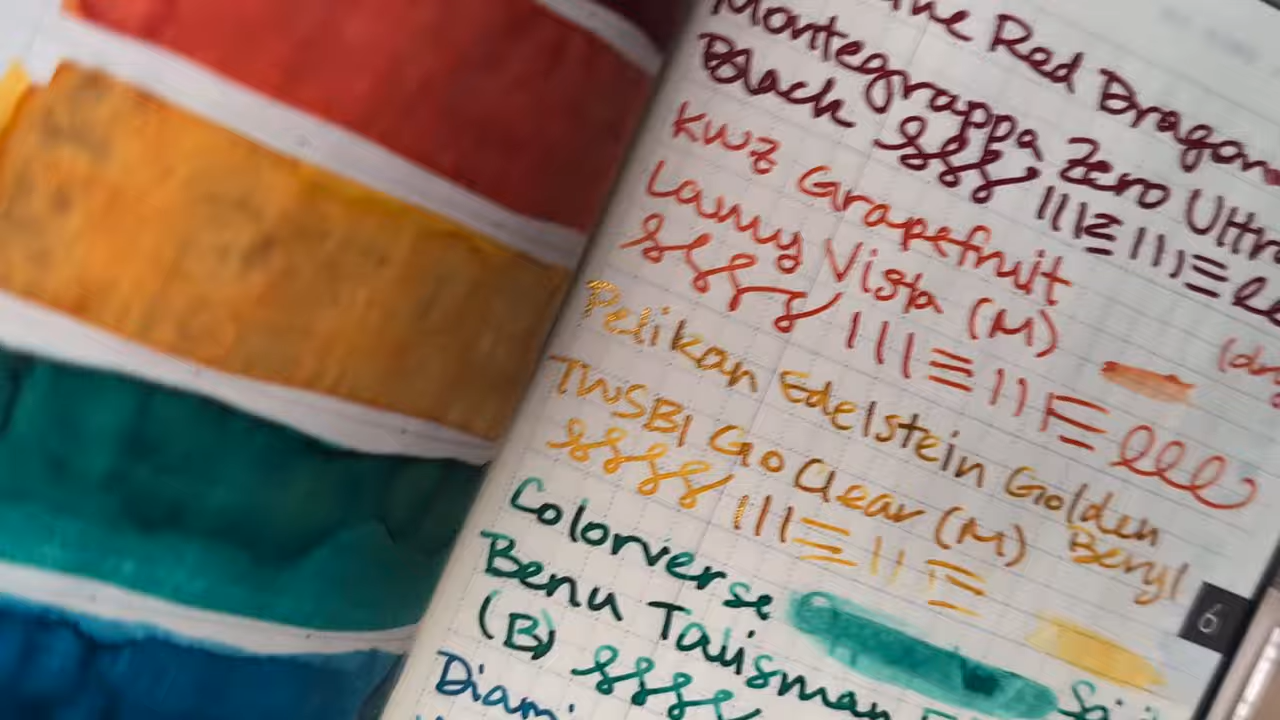 Red Dragon
Montegrappa Zero Ultra
Black
KWZ Grapefruit
Lamy Vista (M)
Pelikan Edelstein Golden
Beryl
TWSBI Go Clear (M)
Colorverse
Benu Talisman
(B)
6